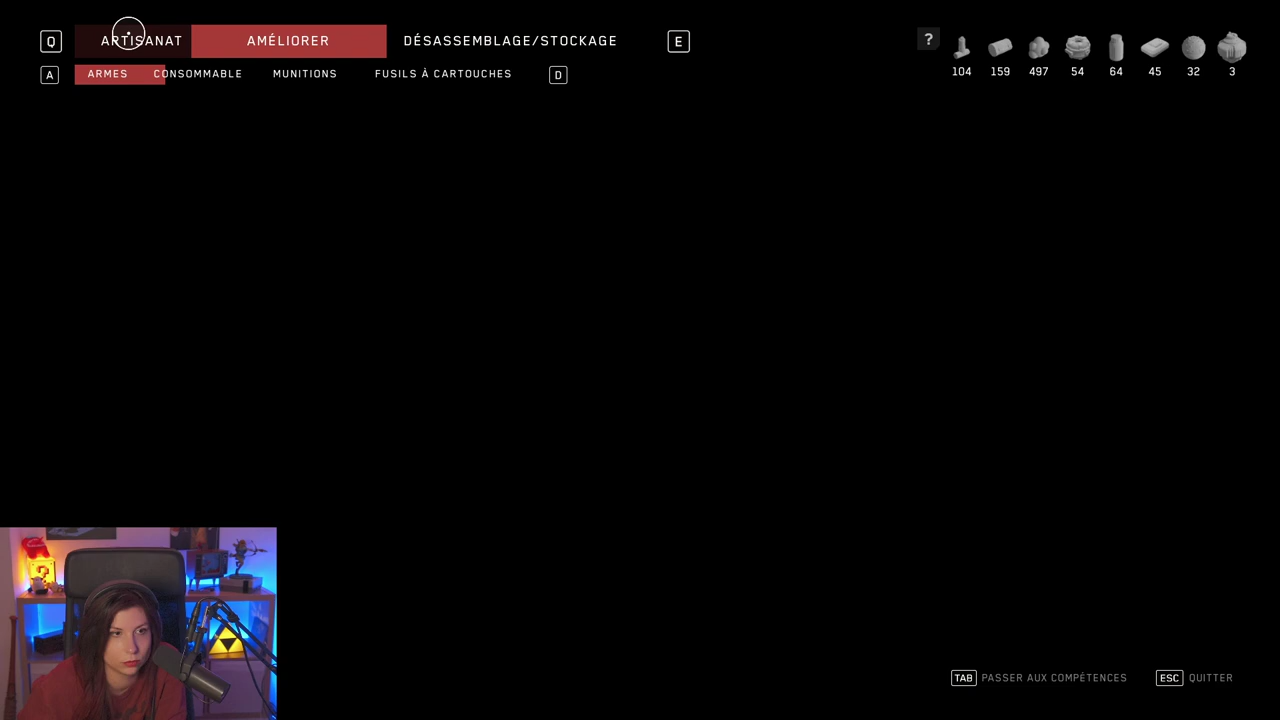 Q ARTISANAT AMÉLIORER DÉSASSEMBLAGE/STOCKAGE E
A ARMES CONSOMMABLE MUNITIONS FUSILS À CARTOUCHES D
?
104 159 497 54 64 45 32 3
?
TAB PASSER AUX COMPÉTENCES ESC QUITTER